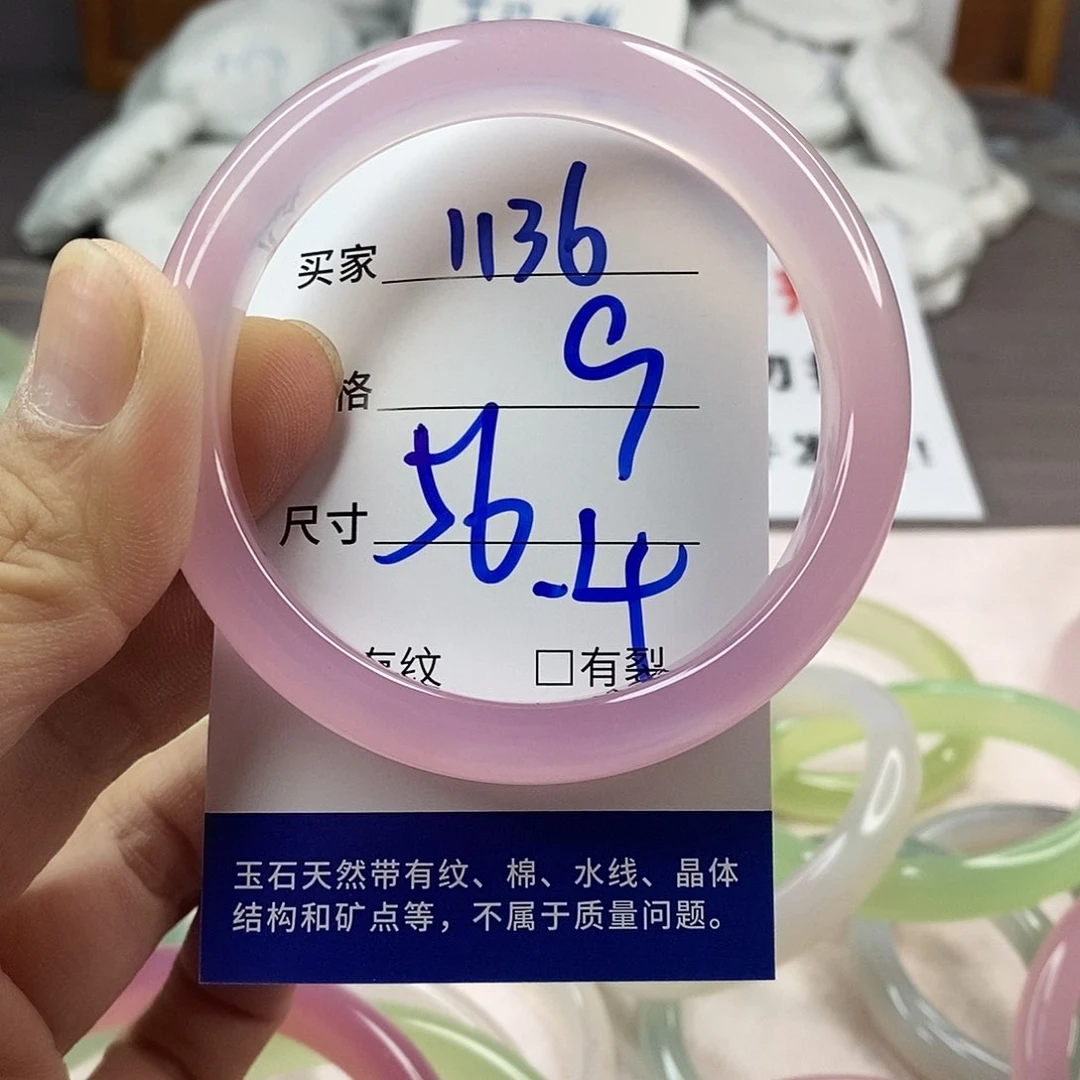 买家 1136
格 9
尺寸 56.4
有纹 □有裂
玉石天然带有纹、棉、水线、晶体
结构和矿点等，不属于质量问题。